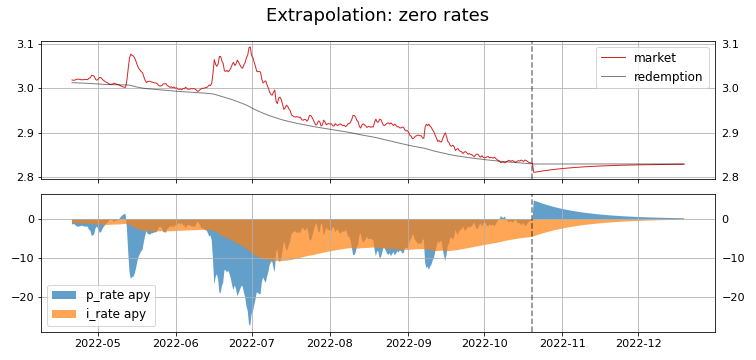 Extrapolation: zero rates
3.1 3.1
market
redemption
3.0 3.0
2.9 2.9
2.8 2.8
0 0
−10 −10
−20 −20
p_rate apy
i_rate apy
2022-05 2022-06 2022-07 2022-08 2022-09 2022-10 2022-11 2022-12